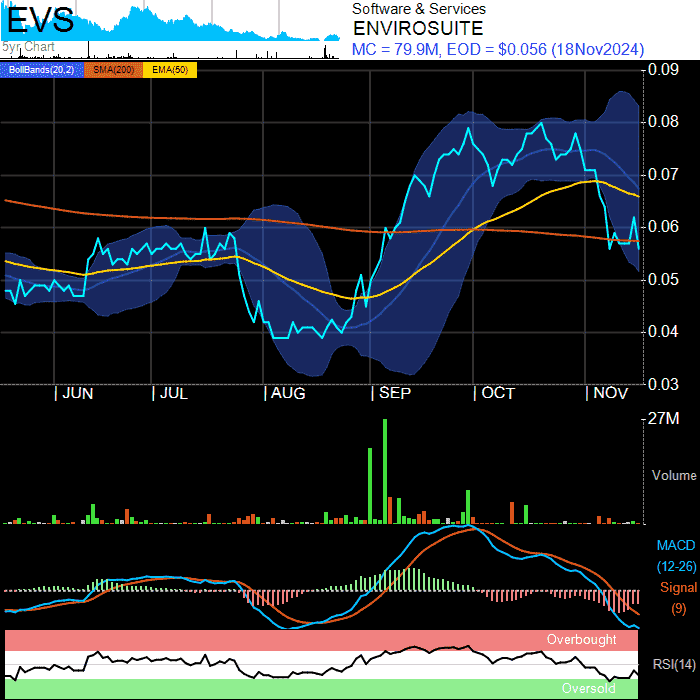 EVS
5yr Chart
Software & Services
ENVIROSUITE
MC = 79.9M, EOD = $0.056 (18Nov2024)
BollBands(20,2) SMA(200) EMA(50)
0.09
0.08
0.07
0.06
0.05
0.04
0.03
JUN JUL AUG SEP OCT NOV
27M
Volume
MACD
(12-26)
Signal
(9)
Overbought
RSI(14)
Oversold